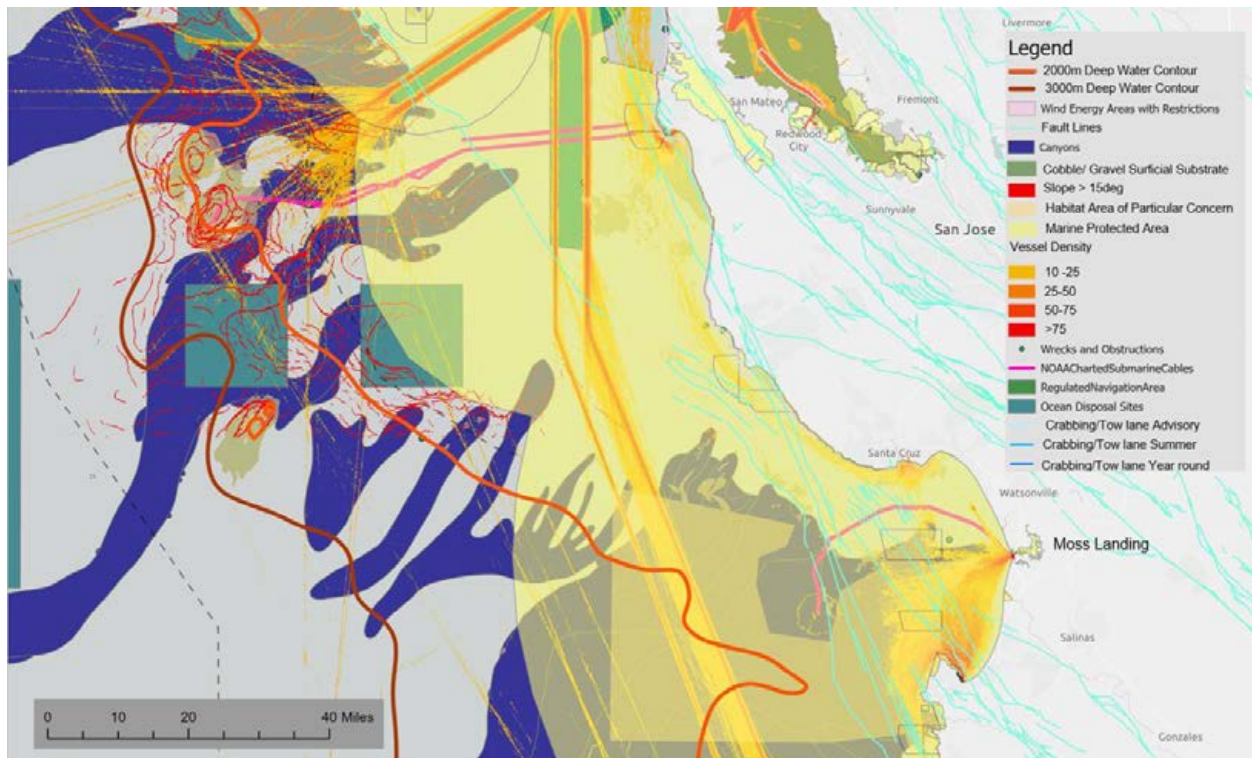 Livermore
Legend
2000m Deep Water Contour
3000m Deep Water Contour
Wind Energy Areas with Restrictions
Fault Lines
Canyons
Cobble/ Gravel Surficial Substrate
Slope > 15deg
Habitat Area of Particular Concern
Marine Protected Area
Vessel Density
10 -25
25-50
50-75
>75
Wrecks and Obstructions
NOAAChartedSubmarineCables
RegulatedNavigationArea
Ocean Disposal Sites
Crabbing/Tow lane Advisory
Crabbing/Tow lane Summer
Crabbing/Tow lane Year round
San Mateo
Fremont
Redwood
City
Sunnyvale
San Jose
Santa Cruz
Watsonville
Moss Landing
Salinas
Gonzales
0 10 20 40 Miles